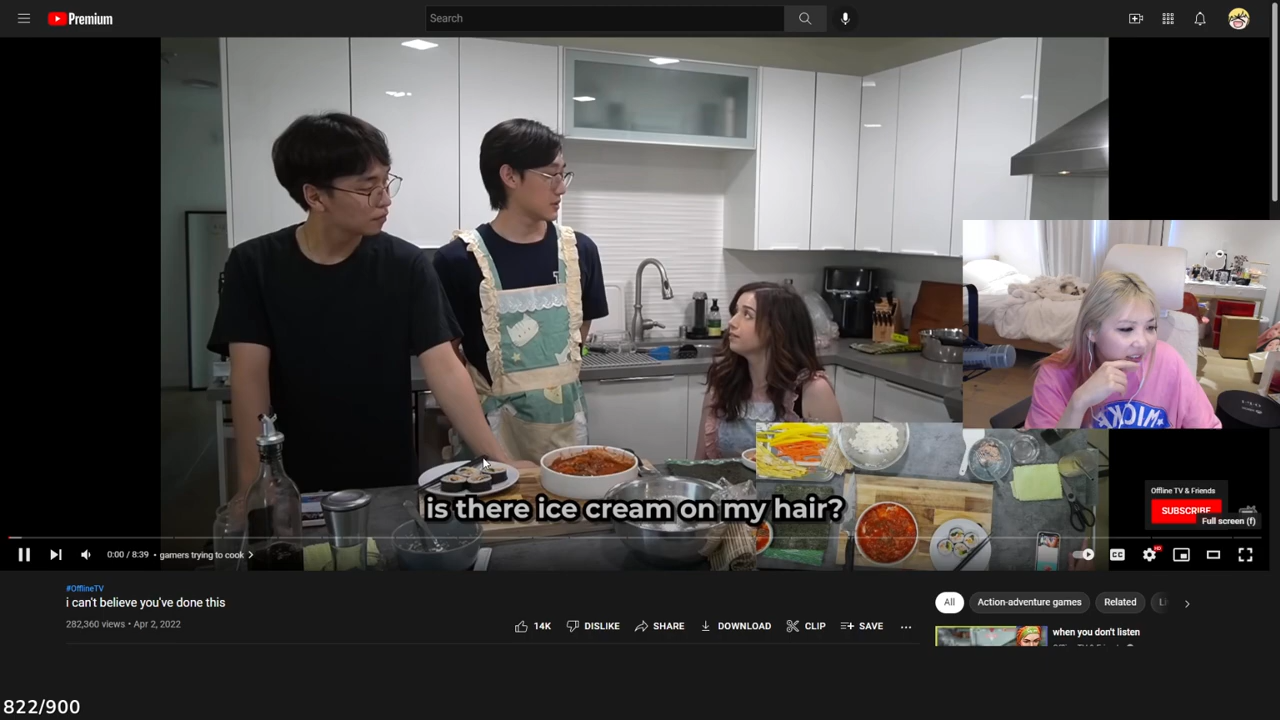 Premium
Search
is there ice cream on my hair?
Offline TV & Friends
SUBSCRIBE
Full screen (f)
0:00 / 8:39 • gamers trying to cook
CC
HD
#OfflineTV
i can't believe you've done this
282,360 views • Apr 2, 2022
14K
DISLIKE
SHARE
DOWNLOAD
CLIP
SAVE
All
Action-adventure games
Related
when you don't listen
822/900